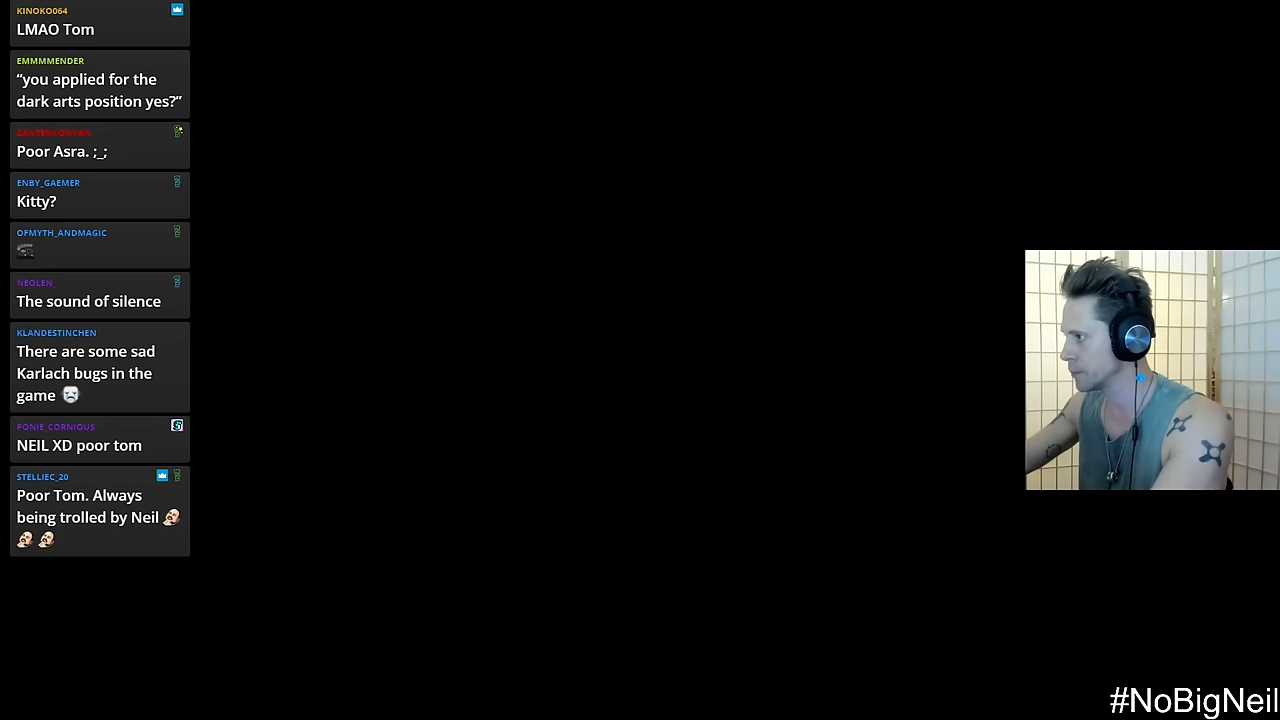 KINOKO064
LMAO Tom
EMMMMENDER
“you applied for the
dark arts position yes?”
Poor Asra. ;_;
ENBY_GAEMER
Kitty?
OFMYTH_ANDMAGIC
NEOLEN_
The sound of silence
KLANDESTINCHEN
There are some sad
Karlach bugs in the
game
PONIE_CORNIOUS
NEIL XD poor tom
STELLIEC_20
Poor Tom. Always
being trolled by Neil
#NoBigNeil